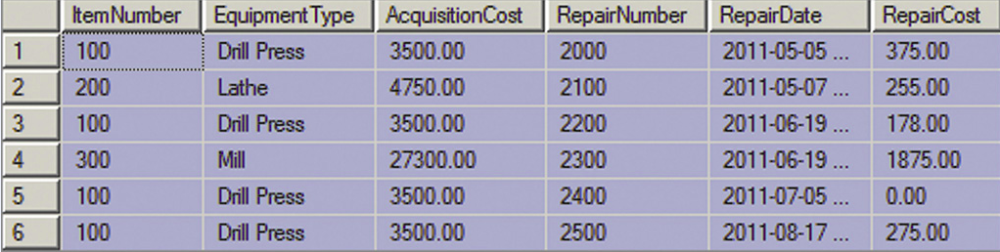 ItemNumber EquipmentType AcquisitionCost RepairNumber RepairDate RepairCost
1 100 Drill Press 3500.00 2000 2011-05-05 ... 375.00
2 200 Lathe 4750.00 2100 2011-05-07 ... 255.00
3 100 Drill Press 3500.00 2200 2011-06-19 ... 178.00
4 300 Mill 27300.00 2300 2011-06-19 ... 1875.00
5 100 Drill Press 3500.00 2400 2011-07-05 ... 0.00
6 100 Drill Press 3500.00 2500 2011-08-17 ... 275.00